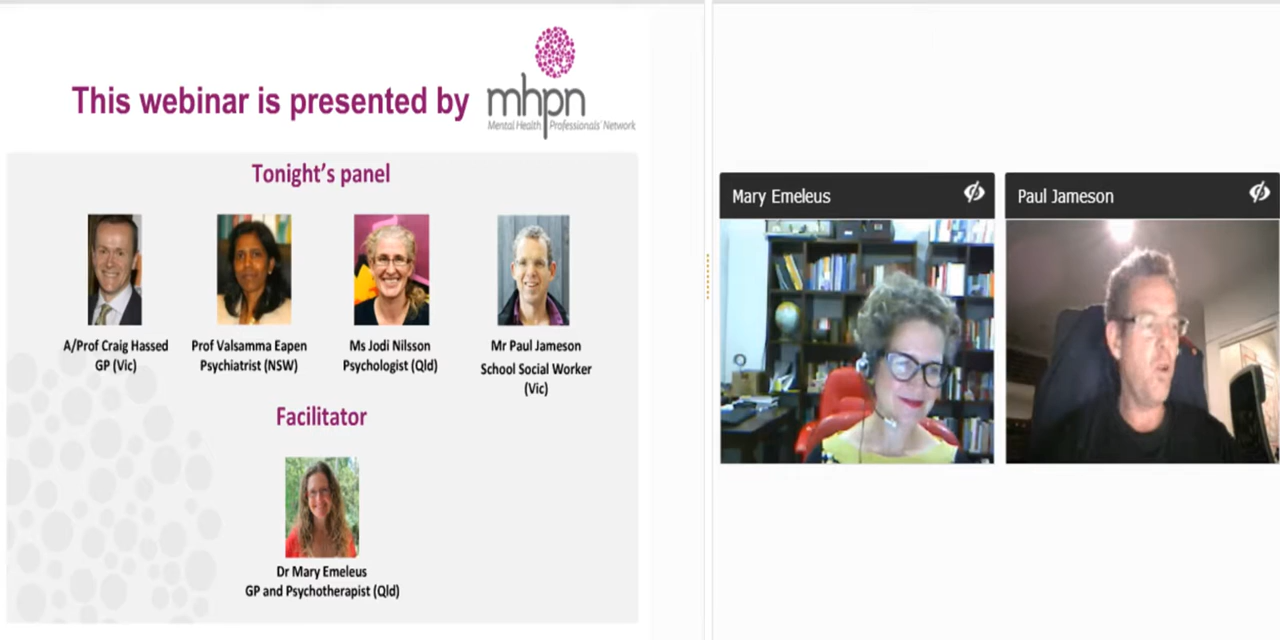 This webinar is presented by
mhpn
Mental Health Professionals' Network
Tonight's panel
A/Prof Craig Hassed
GP (Vic)
Prof Valsamma Eapen
Psychiatrist (NSW)
Ms Jodi Nilsson
Psychologist (Qld)
Mr Paul Jameson
School Social Worker
(Vic)
Facilitator
Dr Mary Emeleus
GP and Psychotherapist (Qld)
Mary Emeleus
Paul Jameson